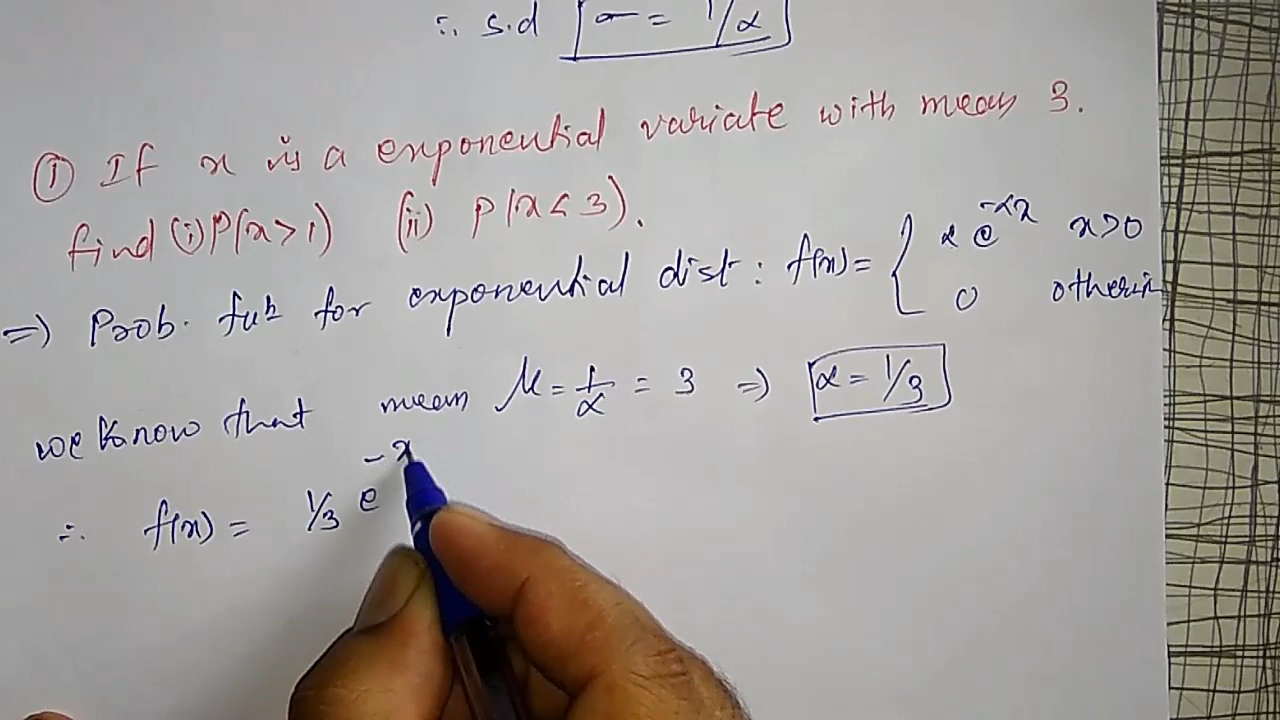 ∴ s.d σ = 1/α
① If x is a exponential variate with mean 3.
find (i) P(x>1) (ii) P(x<3).
=) Prob. fun for exponential dist : f(x) = { α e^-αx x>0
0 otherwi
we know that mean μ = 1/α = 3 =) α = 1/3
∴ f(x) = 1/3 e^-x